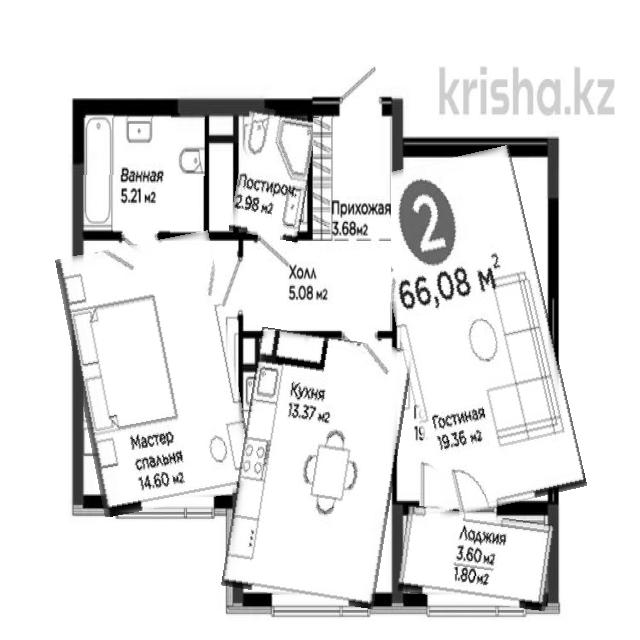 krisha.kz
Ванная
5.21 м2
Постироч.
2.98 м2
Прихожая
3.68 м2
2
66,08 м2
Холл
5.08 м2
Кухня
13.37 м2
Гостиная
19.36 м2
Мастер
спальня
14.60 м2
Лоджия
3.60 м2
1.80 м2